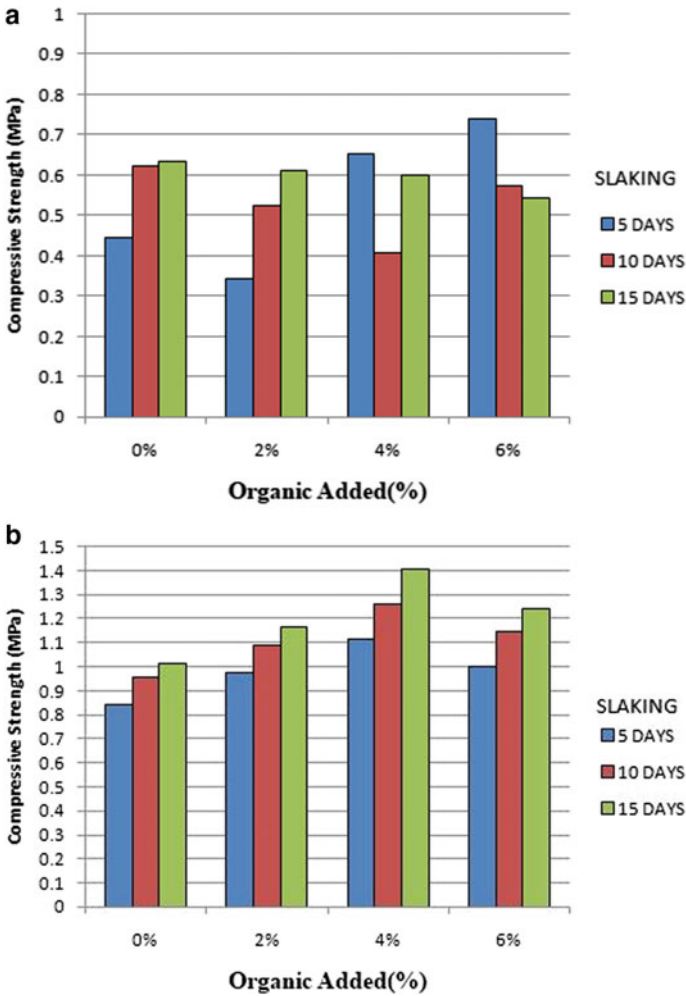 a
1
0.9
0.8
0.7
0.6
0.5
0.4
0.3
0.2
0.1
0
Compressive Strength (MPa)
0% 2% 4% 6%
Organic Added(%)
SLAKING
5 DAYS
10 DAYS
15 DAYS
b
1.5
1.4
1.3
1.2
1.1
1
0.9
0.8
0.7
0.6
0.5
0.4
0.3
0.2
0.1
0
Compressive Strength (MPa)
0% 2% 4% 6%
Organic Added(%)
SLAKING
5 DAYS
10 DAYS
15 DAYS